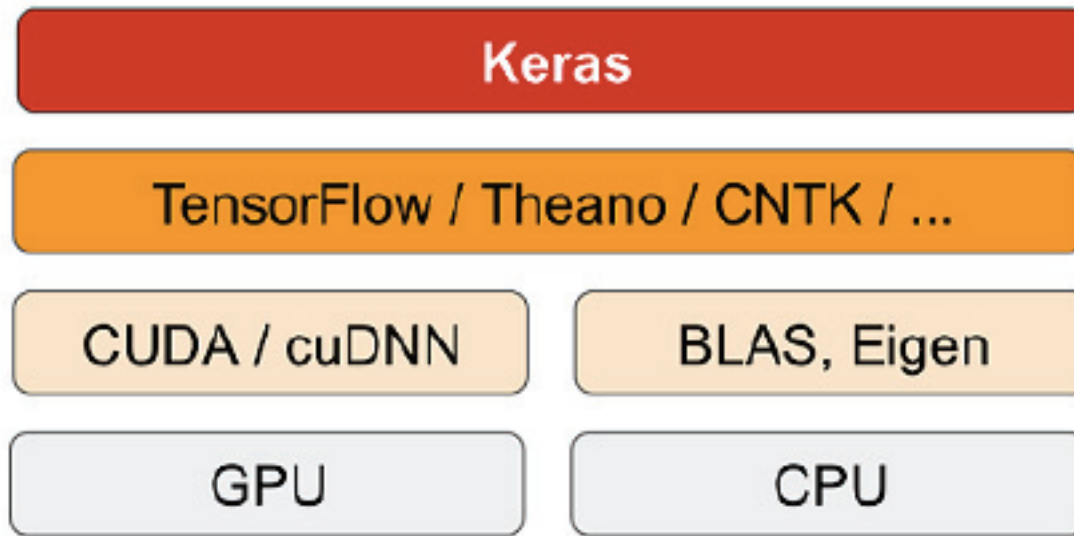 Keras
TensorFlow / Theano / CNTK / ...
CUDA / cuDNN
BLAS, Eigen
GPU
CPU